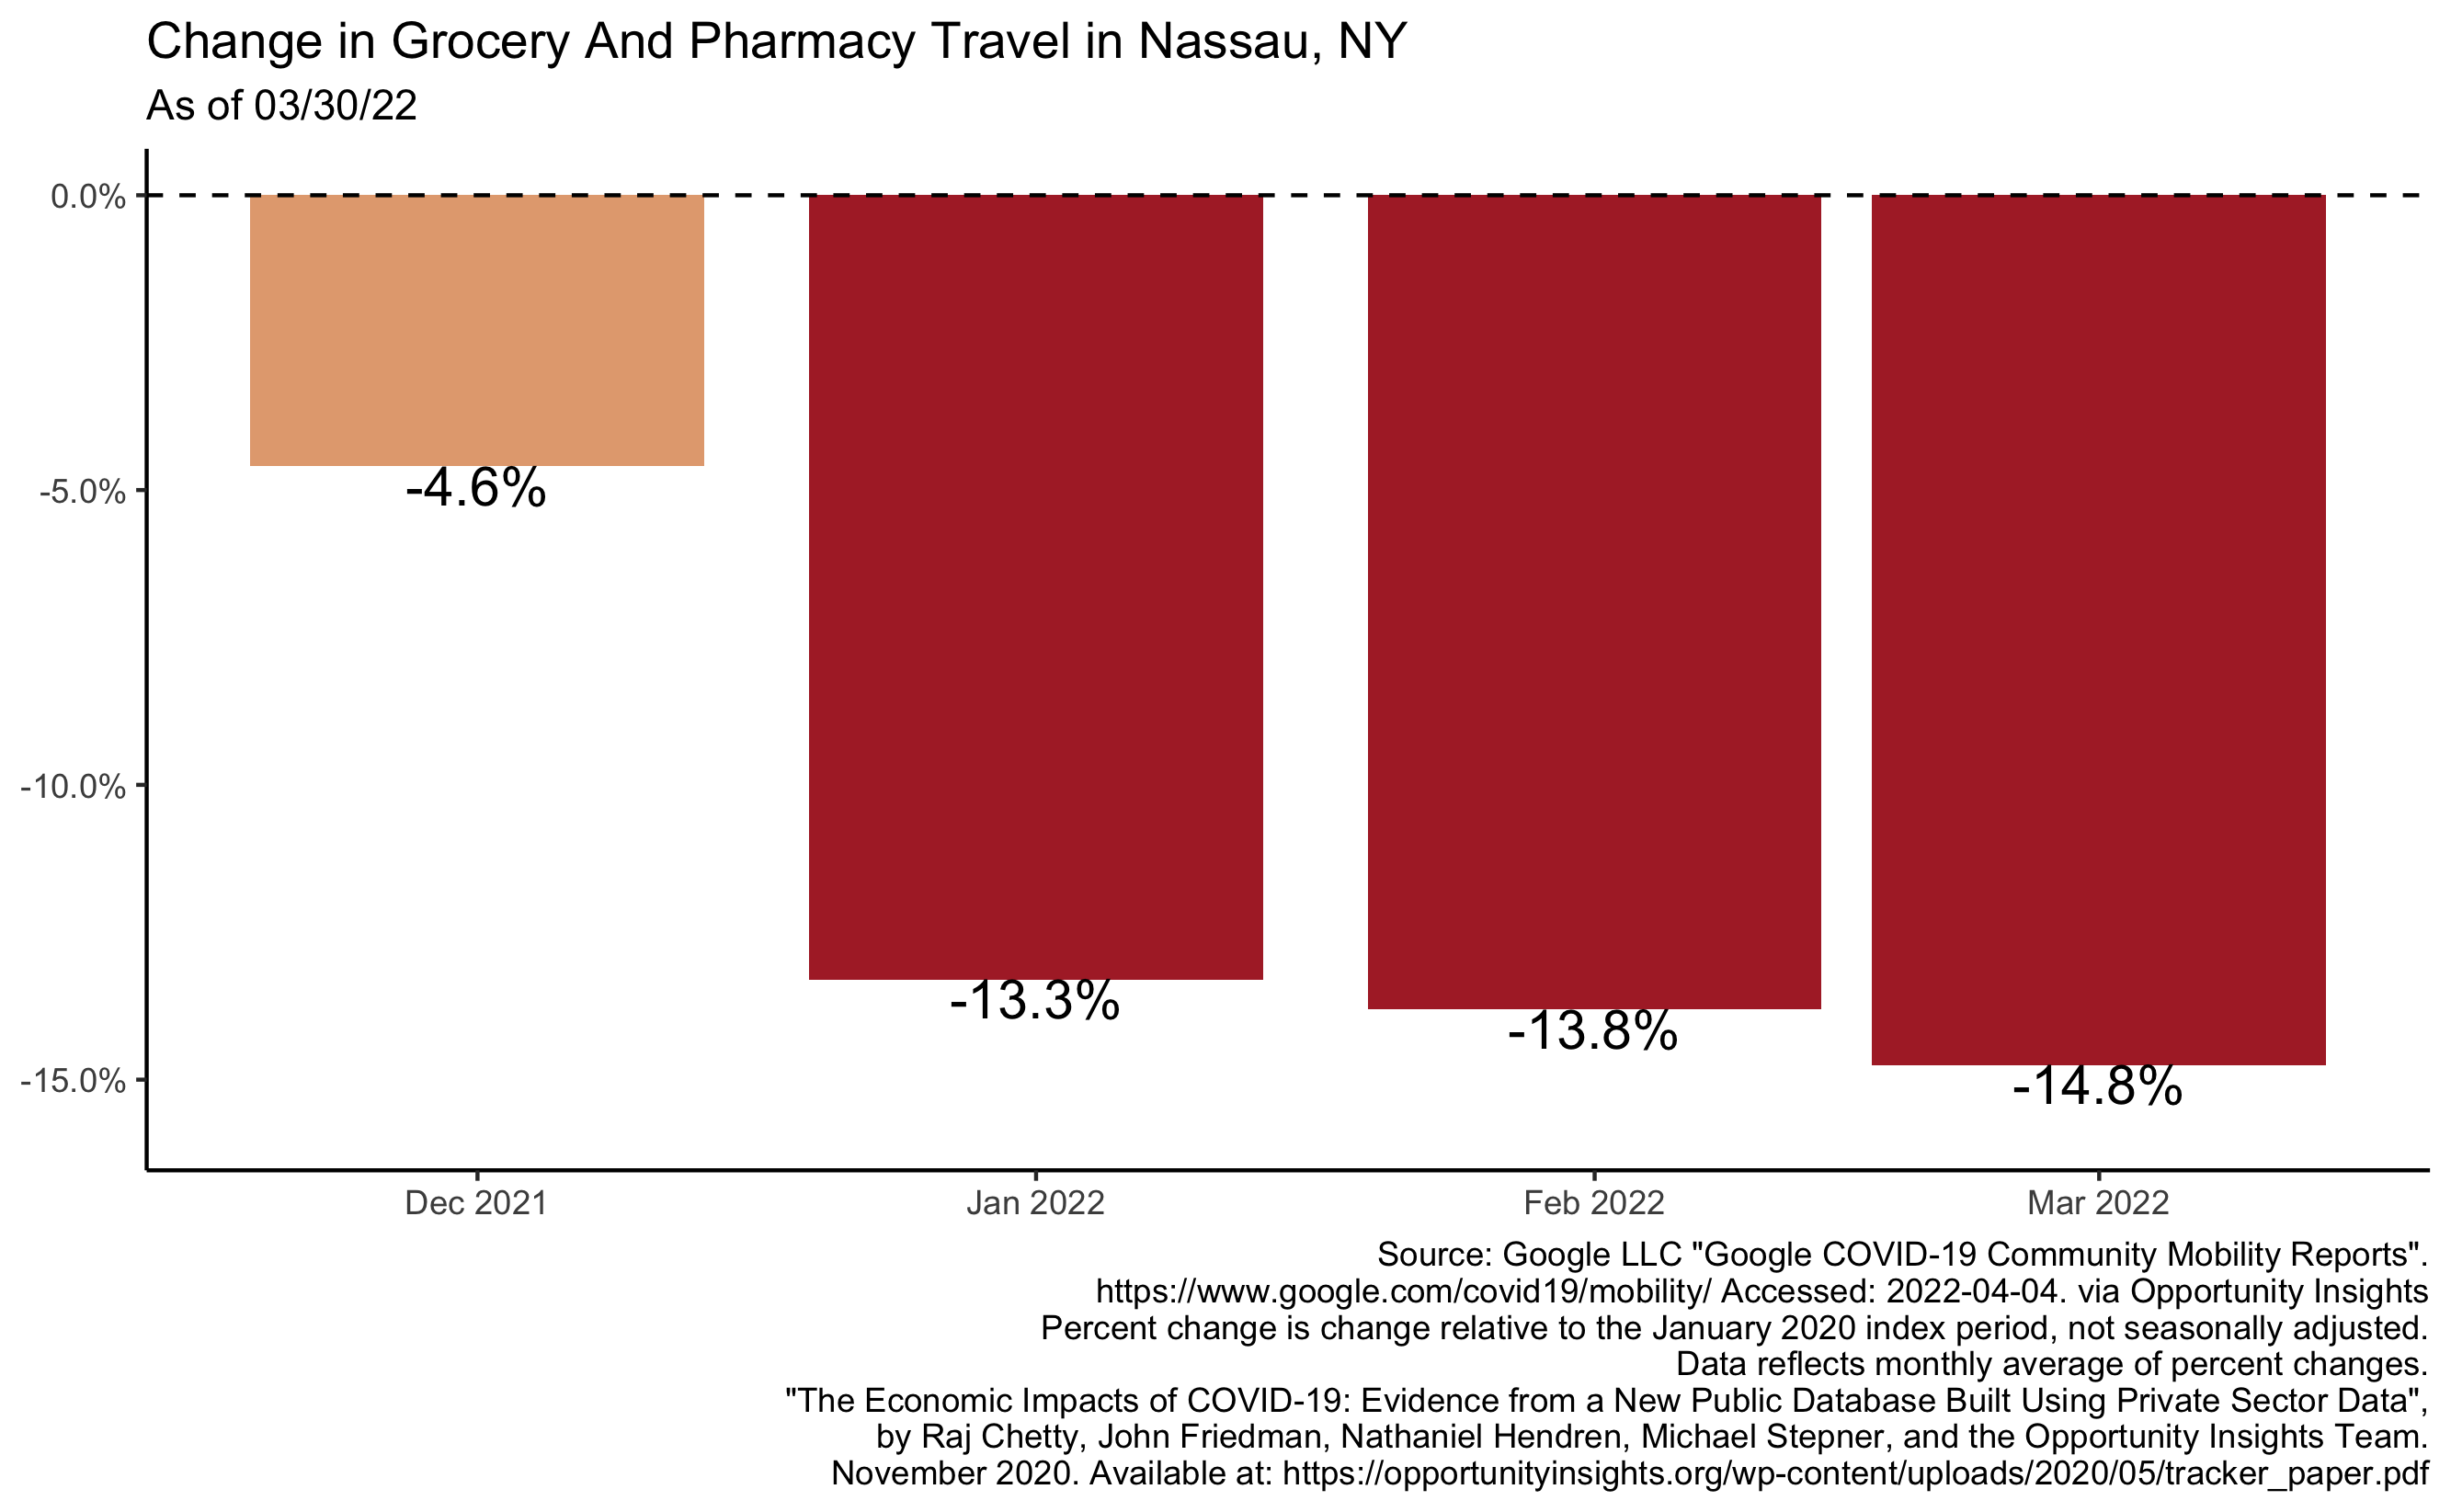 Change in Grocery And Pharmacy Travel in Nassau, NY
As of 03/30/22
0.0%
-5.0%
-10.0%
-15.0%
-4.6%
-13.3%
-13.8%
-14.8%
Dec 2021
Jan 2022
Feb 2022
Mar 2022
Source: Google LLC "Google COVID-19 Community Mobility Reports".
https://www.google.com/covid19/mobility/ Accessed: 2022-04-04. via Opportunity Insights
Percent change is change relative to the January 2020 index period, not seasonally adjusted.
Data reflects monthly average of percent changes.
"The Economic Impacts of COVID-19: Evidence from a New Public Database Built Using Private Sector Data",
by Raj Chetty, John Friedman, Nathaniel Hendren, Michael Stepner, and the Opportunity Insights Team.
November 2020. Available at: https://opportunityinsights.org/wp-content/uploads/2020/05/tracker_paper.pdf